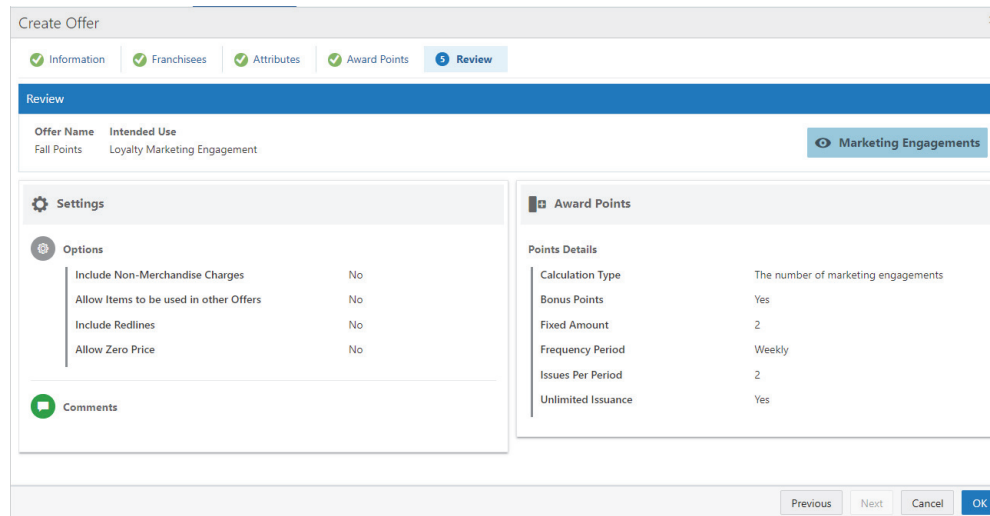 Create Offer
Information Franchisees Attributes Award Points 5 Review
Review
Offer Name Intended Use
Fall Points Loyalty Marketing Engagement
Marketing Engagements
Settings
Options
Include Non-Merchandise Charges No
Allow Items to be used in other Offers No
Include Redlines No
Allow Zero Price No
Comments
Award Points
Points Details
Calculation Type The number of marketing engagements
Bonus Points Yes
Fixed Amount 2
Frequency Period Weekly
Issues Per Period 2
Unlimited Issuance Yes
Previous Next Cancel OK